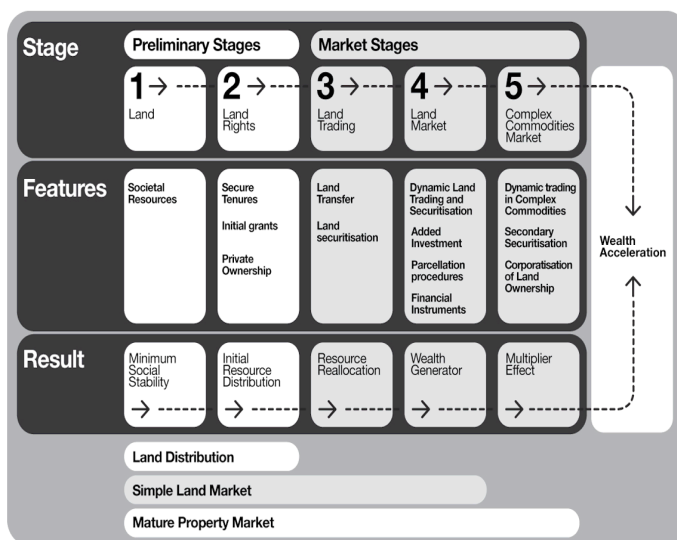 Stage
Preliminary Stages
Market Stages
1
Land
2
Land
Rights
3
Land
Trading
4
Land
Market
5
Complex
Commodities
Market
Features
Societal
Resources
Secure
Tenures
Initial grants
Private
Ownership
Land
Transfer
Land
securitisation
Dynamic Land
Trading and
Securitisation
Added
Investment
Parcellation
procedures
Financial
Instruments
Dynamic trading
in Complex
Commodities
Secondary
Securitisation
Corporatisation
of Land
Ownership
Wealth
Acceleration
Result
Minimum
Social
Stability
Initial
Resource
Distribution
Resource
Reallocation
Wealth
Generator
Multiplier
Effect
Land Distribution
Simple Land Market
Mature Property Market